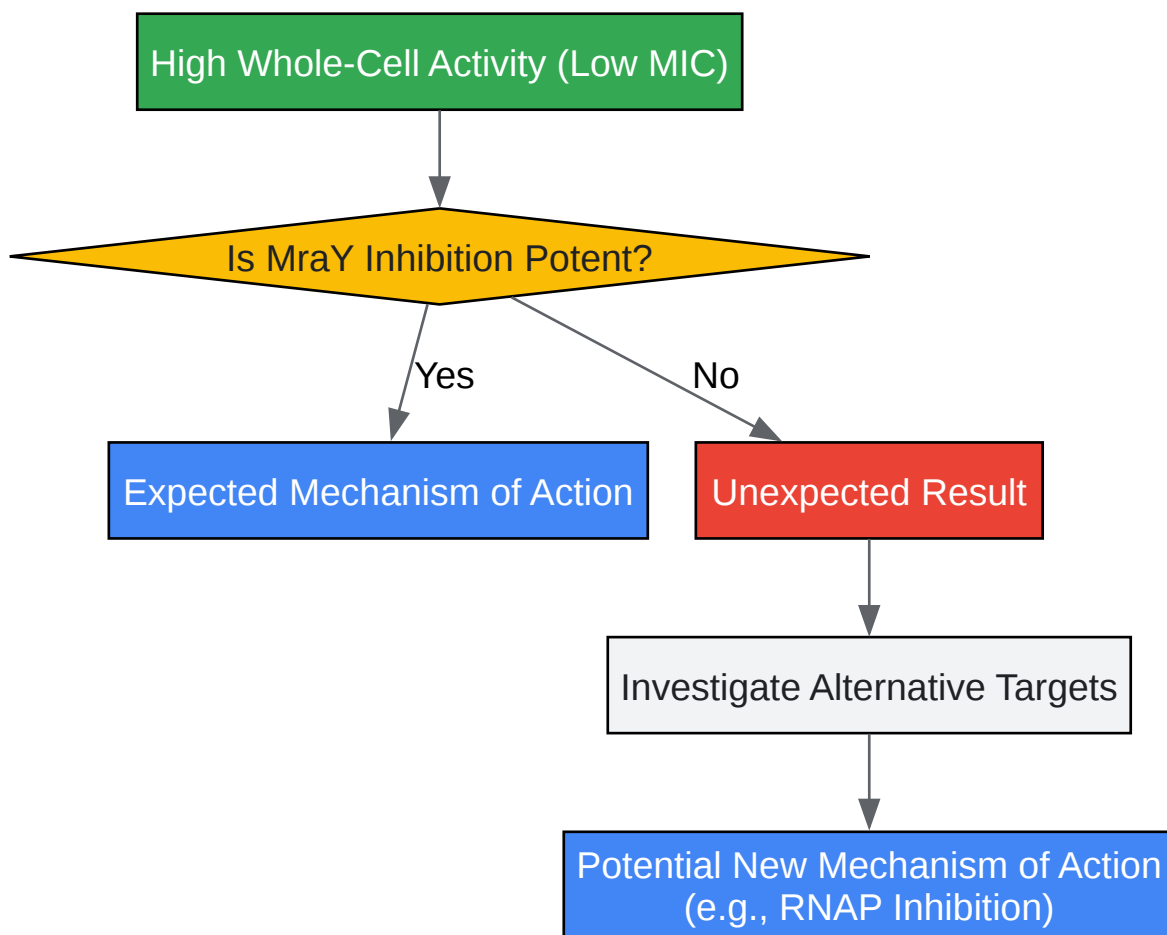 High Whole-Cell Activity (Low MIC)
Is MraY Inhibition Potent?
Yes
No
Expected Mechanism of Action
Unexpected Result
Investigate Alternative Targets
Potential New Mechanism of Action
(e.g., RNAP Inhibition)